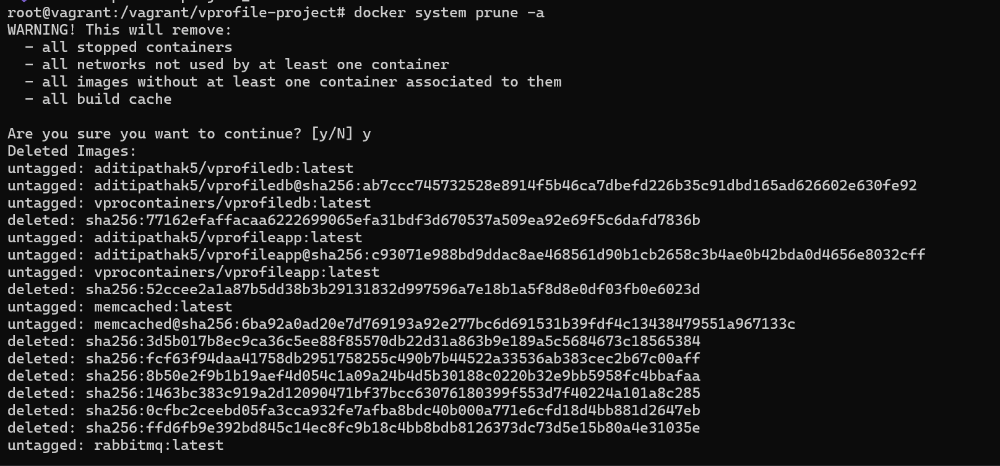 root@vagrant:/vagrant/vprofile-project# docker system prune -a
WARNING! This will remove:
  - all stopped containers
  - all networks not used by at least one container
  - all images without at least one container associated to them
  - all build cache

Are you sure you want to continue? [y/N] y
Deleted Images:
untagged: aditipathak5/vprofiledb:latest
untagged: aditipathak5/vprofiledb@sha256:ab7ccc745732528e8914f5b46ca7dbefd226b35c91dbd165ad626602e630fe92
untagged: vprocontainers/vprofiledb:latest
deleted: sha256:77162efaffacaa6222699065efa31bdf3d670537a509ea92e69f5c6dafd7836b
untagged: aditipathak5/vprofileapp:latest
untagged: aditipathak5/vprofileapp@sha256:c93071e988bd9ddac8ae468561d90b1cb2658c3b4ae0b42bda0d4656e8032cff
untagged: vprocontainers/vprofileapp:latest
deleted: sha256:52ccee2a1a87b5dd38b3b29131832d997596a7e18b1a5f8d8e0df03fb0e6023d
untagged: memcached:latest
untagged: memcached@sha256:6ba92a0ad20e7d769193a92e277bc6d691531b39fdf4c13438479551a967133c
deleted: sha256:3d5b017b8ec9ca36c5ee88f85570db22d31a863b9e189a5c5684673c18565384
deleted: sha256:fcf63f94daa41758db2951758255c490b7b44522a33536ab383cec2b67c00aff
deleted: sha256:8b50e2f9b1b19aef4d054c1a09a24b4d5b30188c0220b32e9bb5958fc4bbafaa
deleted: sha256:1463bc383c919a2d12090471bf37bcc63076180399f553d7f40224a101a8c285
deleted: sha256:0cfbc2ceebd05fa3cca932fe7afba8bdc40b000a771e6cfd18d4bb881d2647eb
deleted: sha256:ffd6fb9e392bd845c14ec8fc9b18c4bb8bdb8126373dc73d5e15b80a4e31035e
untagged: rabbitmq:latest